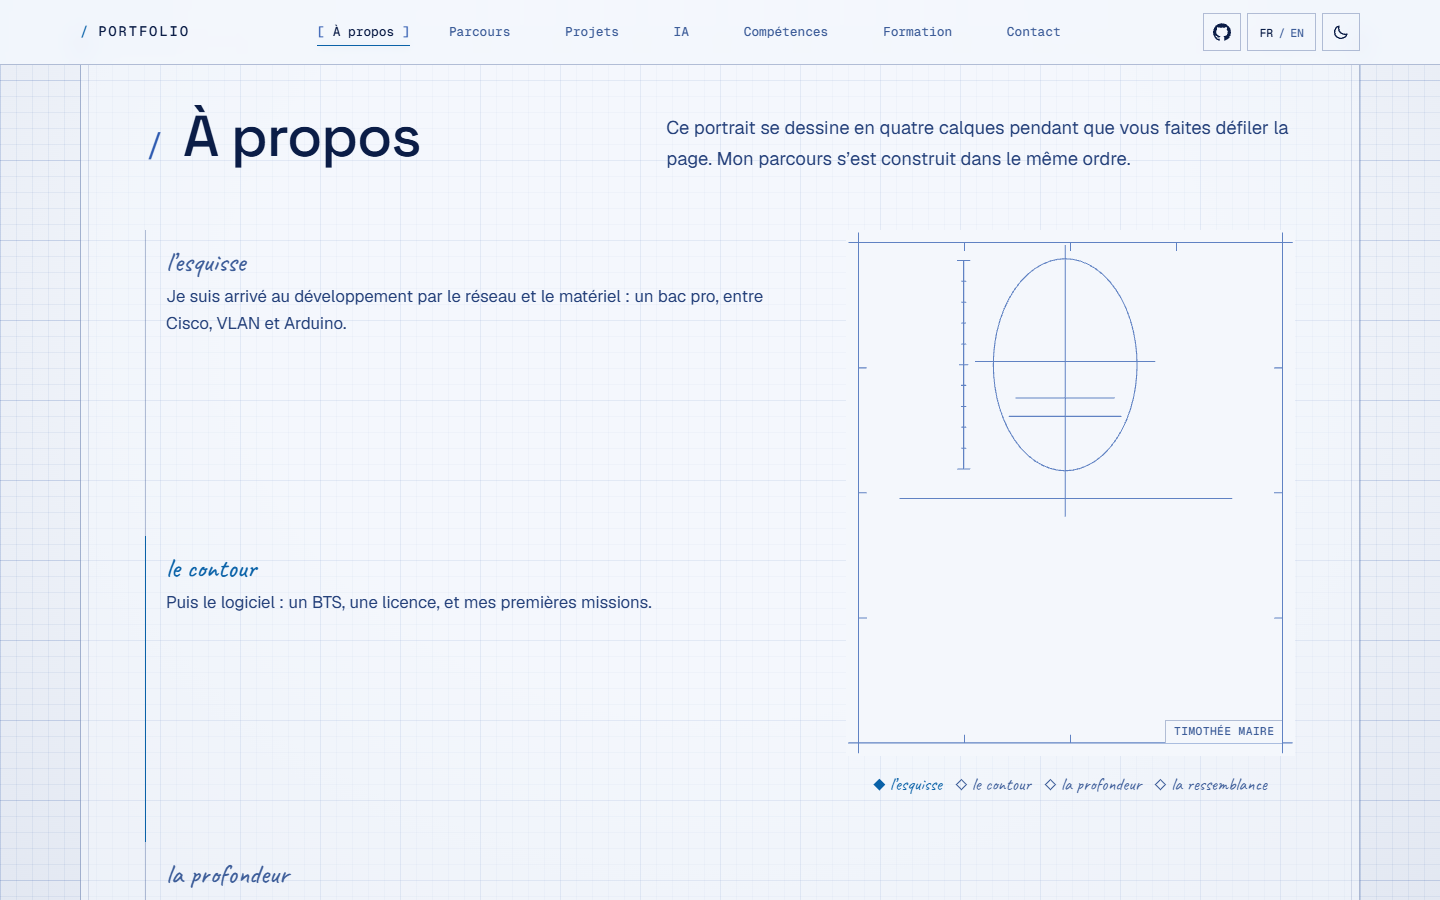 / PORTFOLIO
[ À propos ]
Parcours
Projets
IA
Compétences
Formation
Contact
FR / EN
/ À propos
Ce portrait se dessine en quatre calques pendant que vous faites défiler la
page. Mon parcours s’est construit dans le même ordre.
l’esquisse
Je suis arrivé au développement par le réseau et le matériel : un bac pro, entre
Cisco, VLAN et Arduino.
le contour
Puis le logiciel : un BTS, une licence, et mes premières missions.
la profondeur
TIMOTHÉE MAIRE
l’esquisse
le contour
la profondeur
la ressemblance